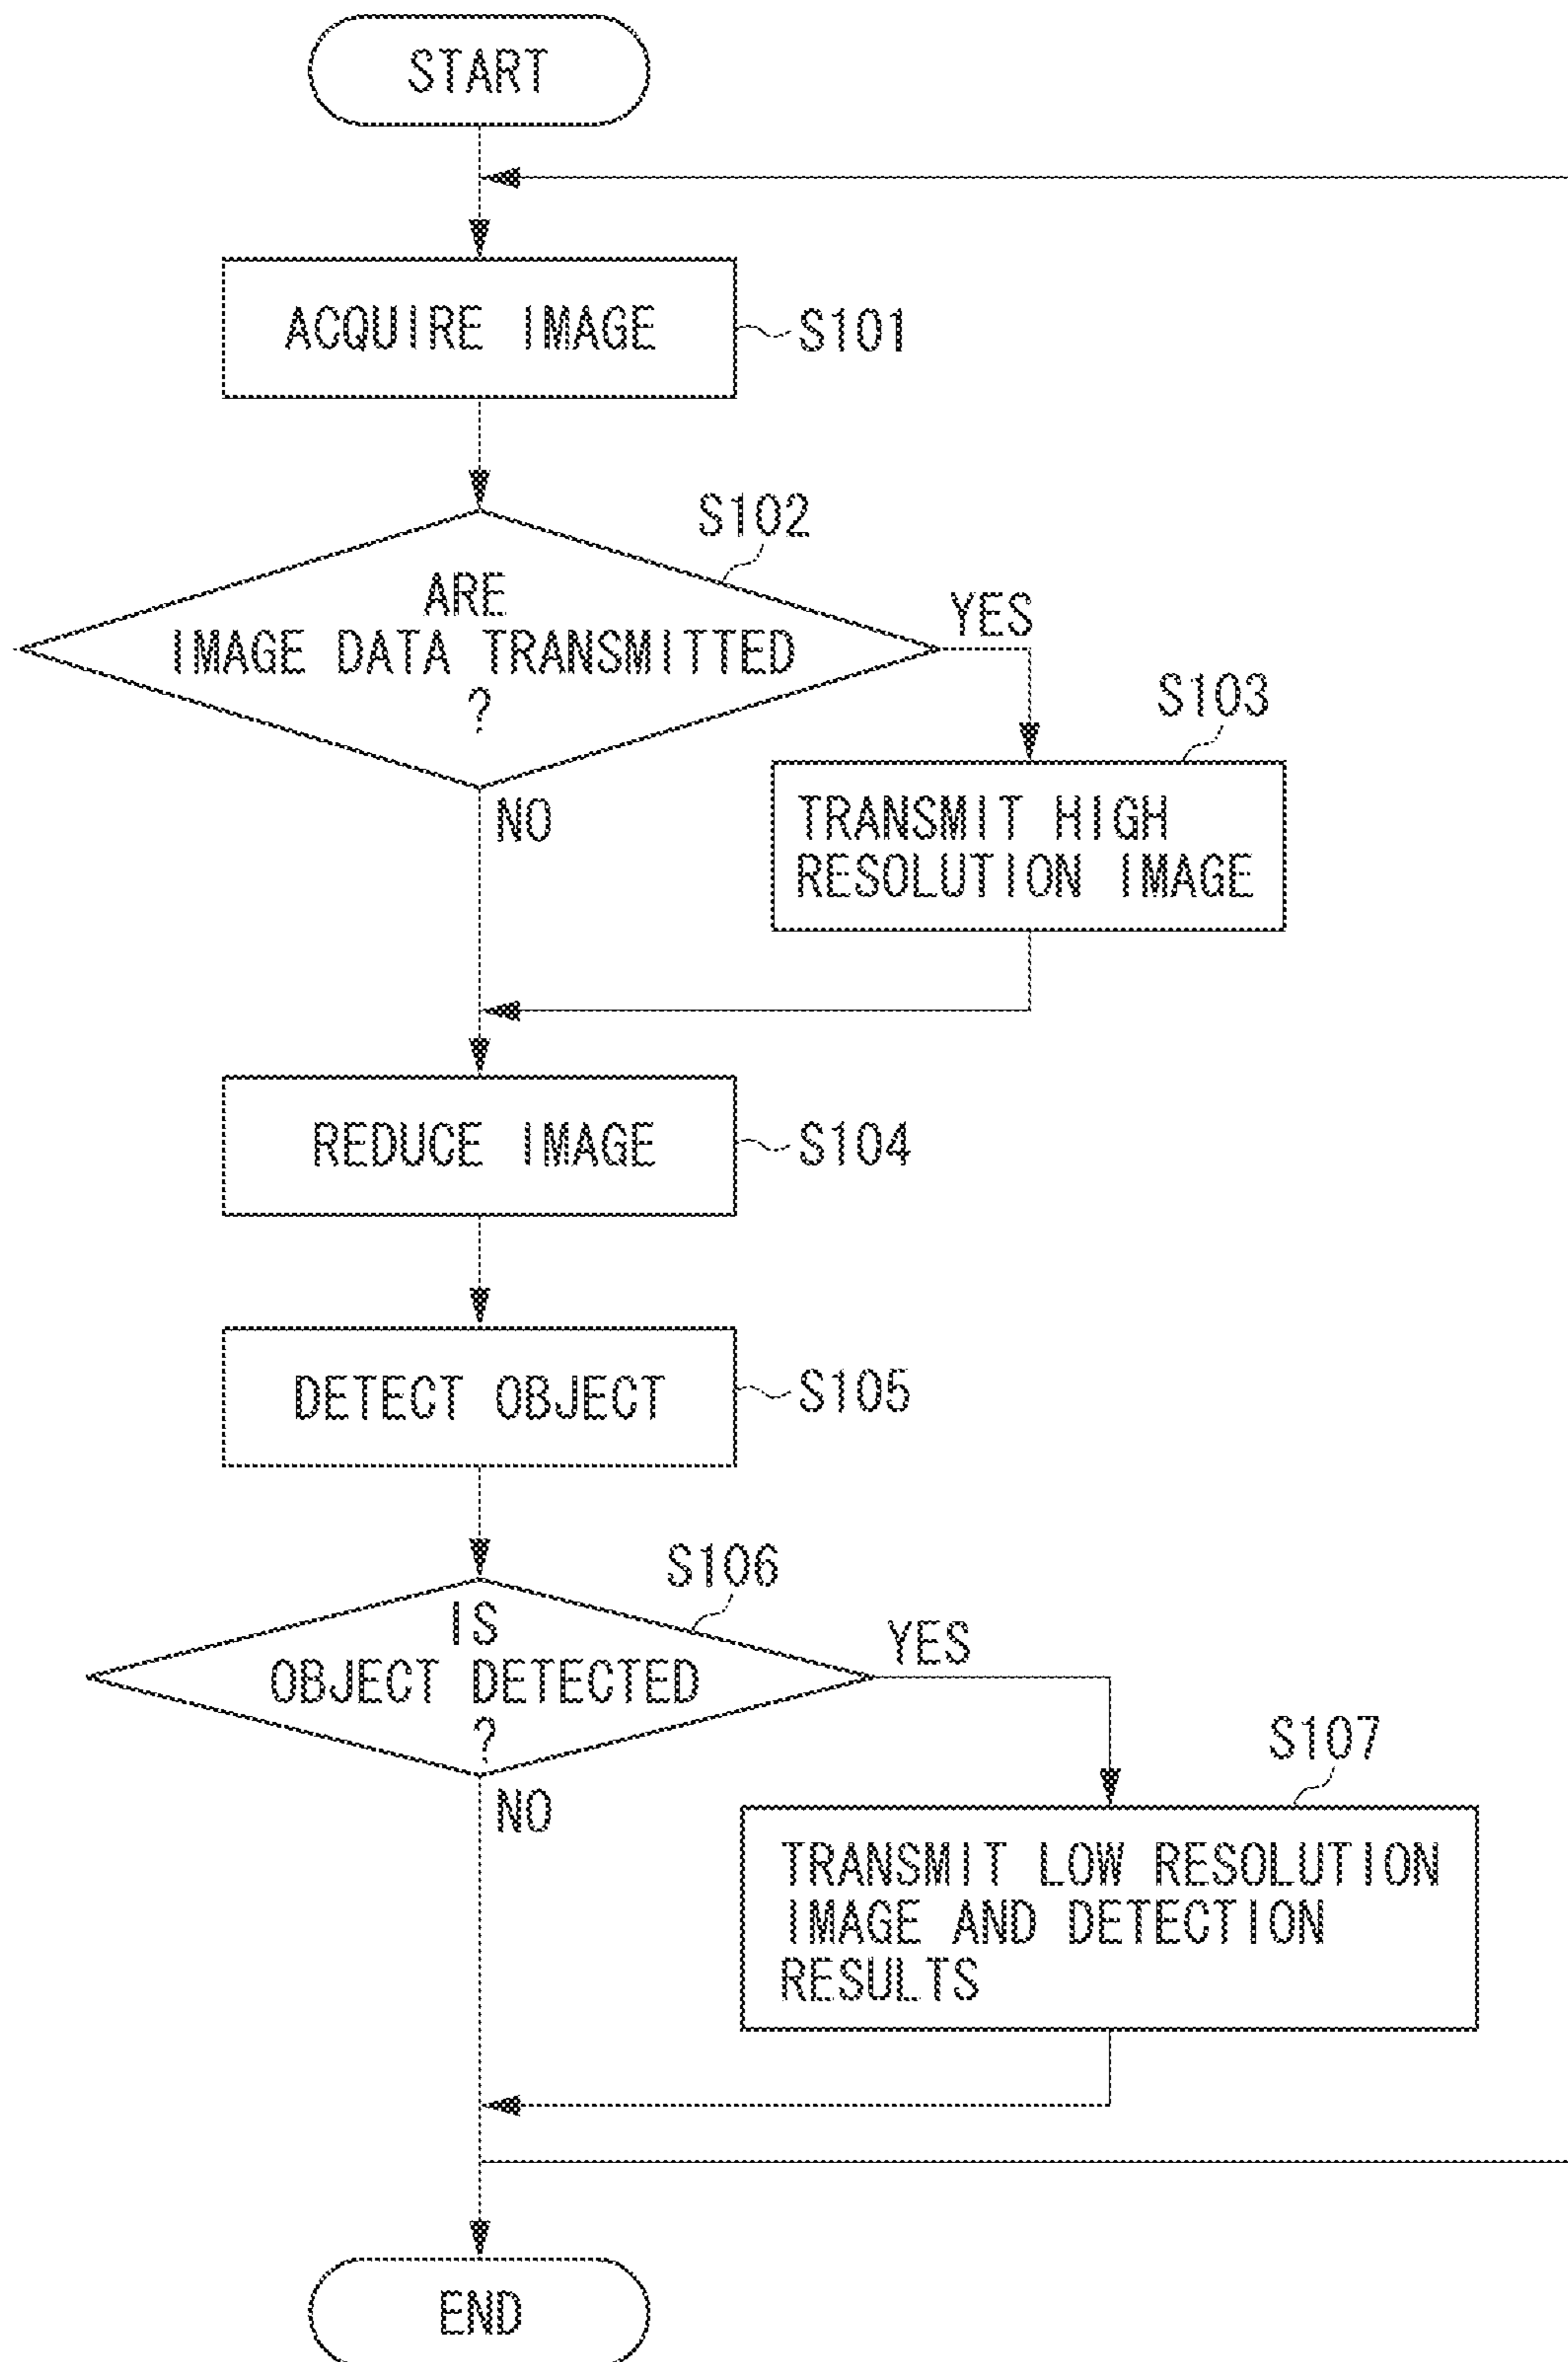 START
ACQUIRE IMAGE
S101
S102
ARE
IMAGE DATA TRANSMITTED
?
YES
NO
S103
TRANSMIT HIGH
RESOLUTION IMAGE
REDUCE IMAGE
S104
DETECT OBJECT
S105
S106
IS
OBJECT DETECTED
?
YES
NO
S107
TRANSMIT LOW RESOLUTION
IMAGE AND DETECTION
RESULTS
END